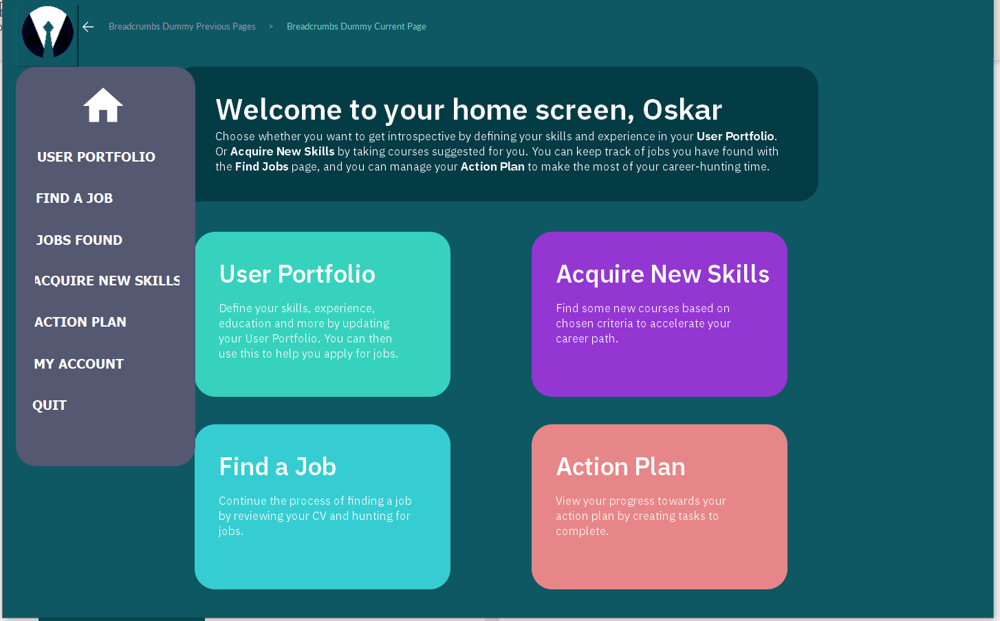 Breadcrumbs Dummy Previous Pages > Breadcrumbs Dummy Current Page
USER PORTFOLIO
FIND A JOB
JOBS FOUND
ACQUIRE NEW SKILLS
ACTION PLAN
MY ACCOUNT
QUIT
Welcome to your home screen, Oskar
Choose whether you want to get introspective by defining your skills and experience in your User Portfolio.
Or Acquire New Skills by taking courses suggested for you. You can keep track of jobs you have found with
the Find Jobs page, and you can manage your Action Plan to make the most of your career-hunting time.
User Portfolio
Define your skills, experience,
education and more by updating
your User Portfolio. You can then
use this to help you apply for jobs.
Acquire New Skills
Find some new courses based on
chosen criteria to accelerate your
career path.
Find a Job
Continue the process of finding a job
by reviewing your CV and hunting for
jobs.
Action Plan
View your progress towards your
action plan by creating tasks to
complete.